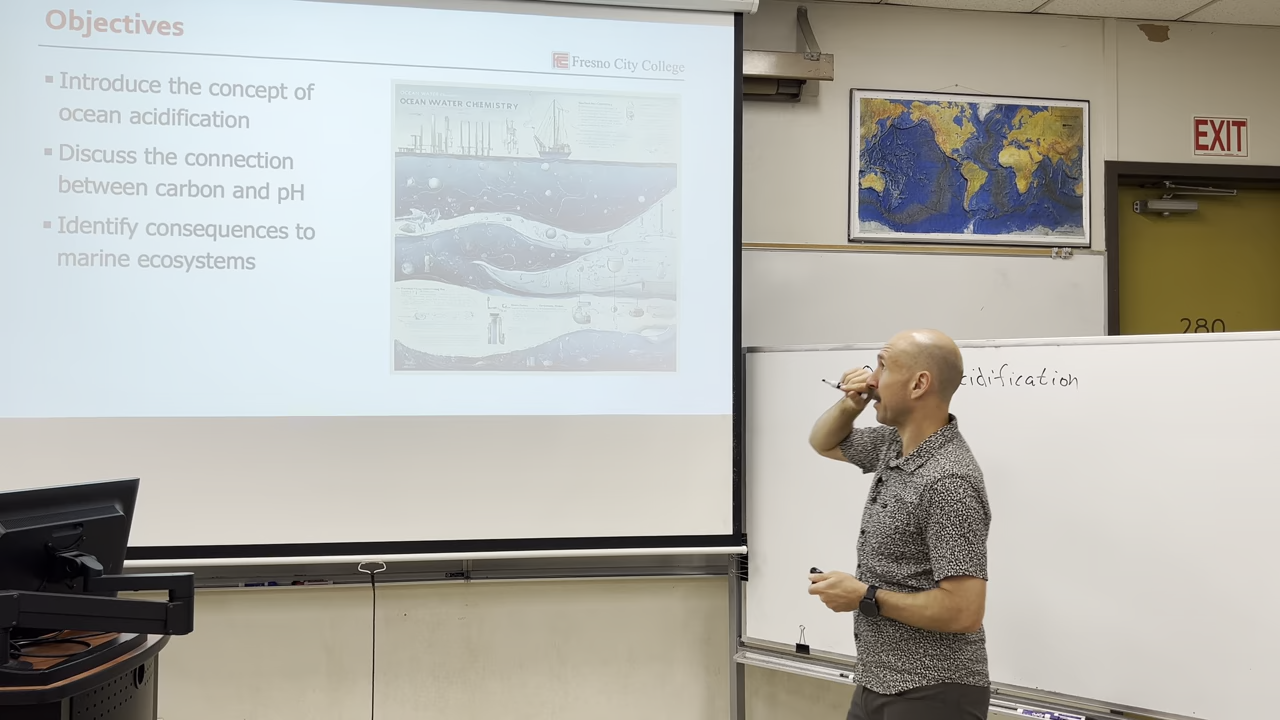 Objectives
Fresno City College
▪ Introduce the concept of
ocean acidification
▪ Discuss the connection
between carbon and pH
▪ Identify consequences to
marine ecosystems
OCEAN WATER CHEMISTRY
EXIT
280
cidification